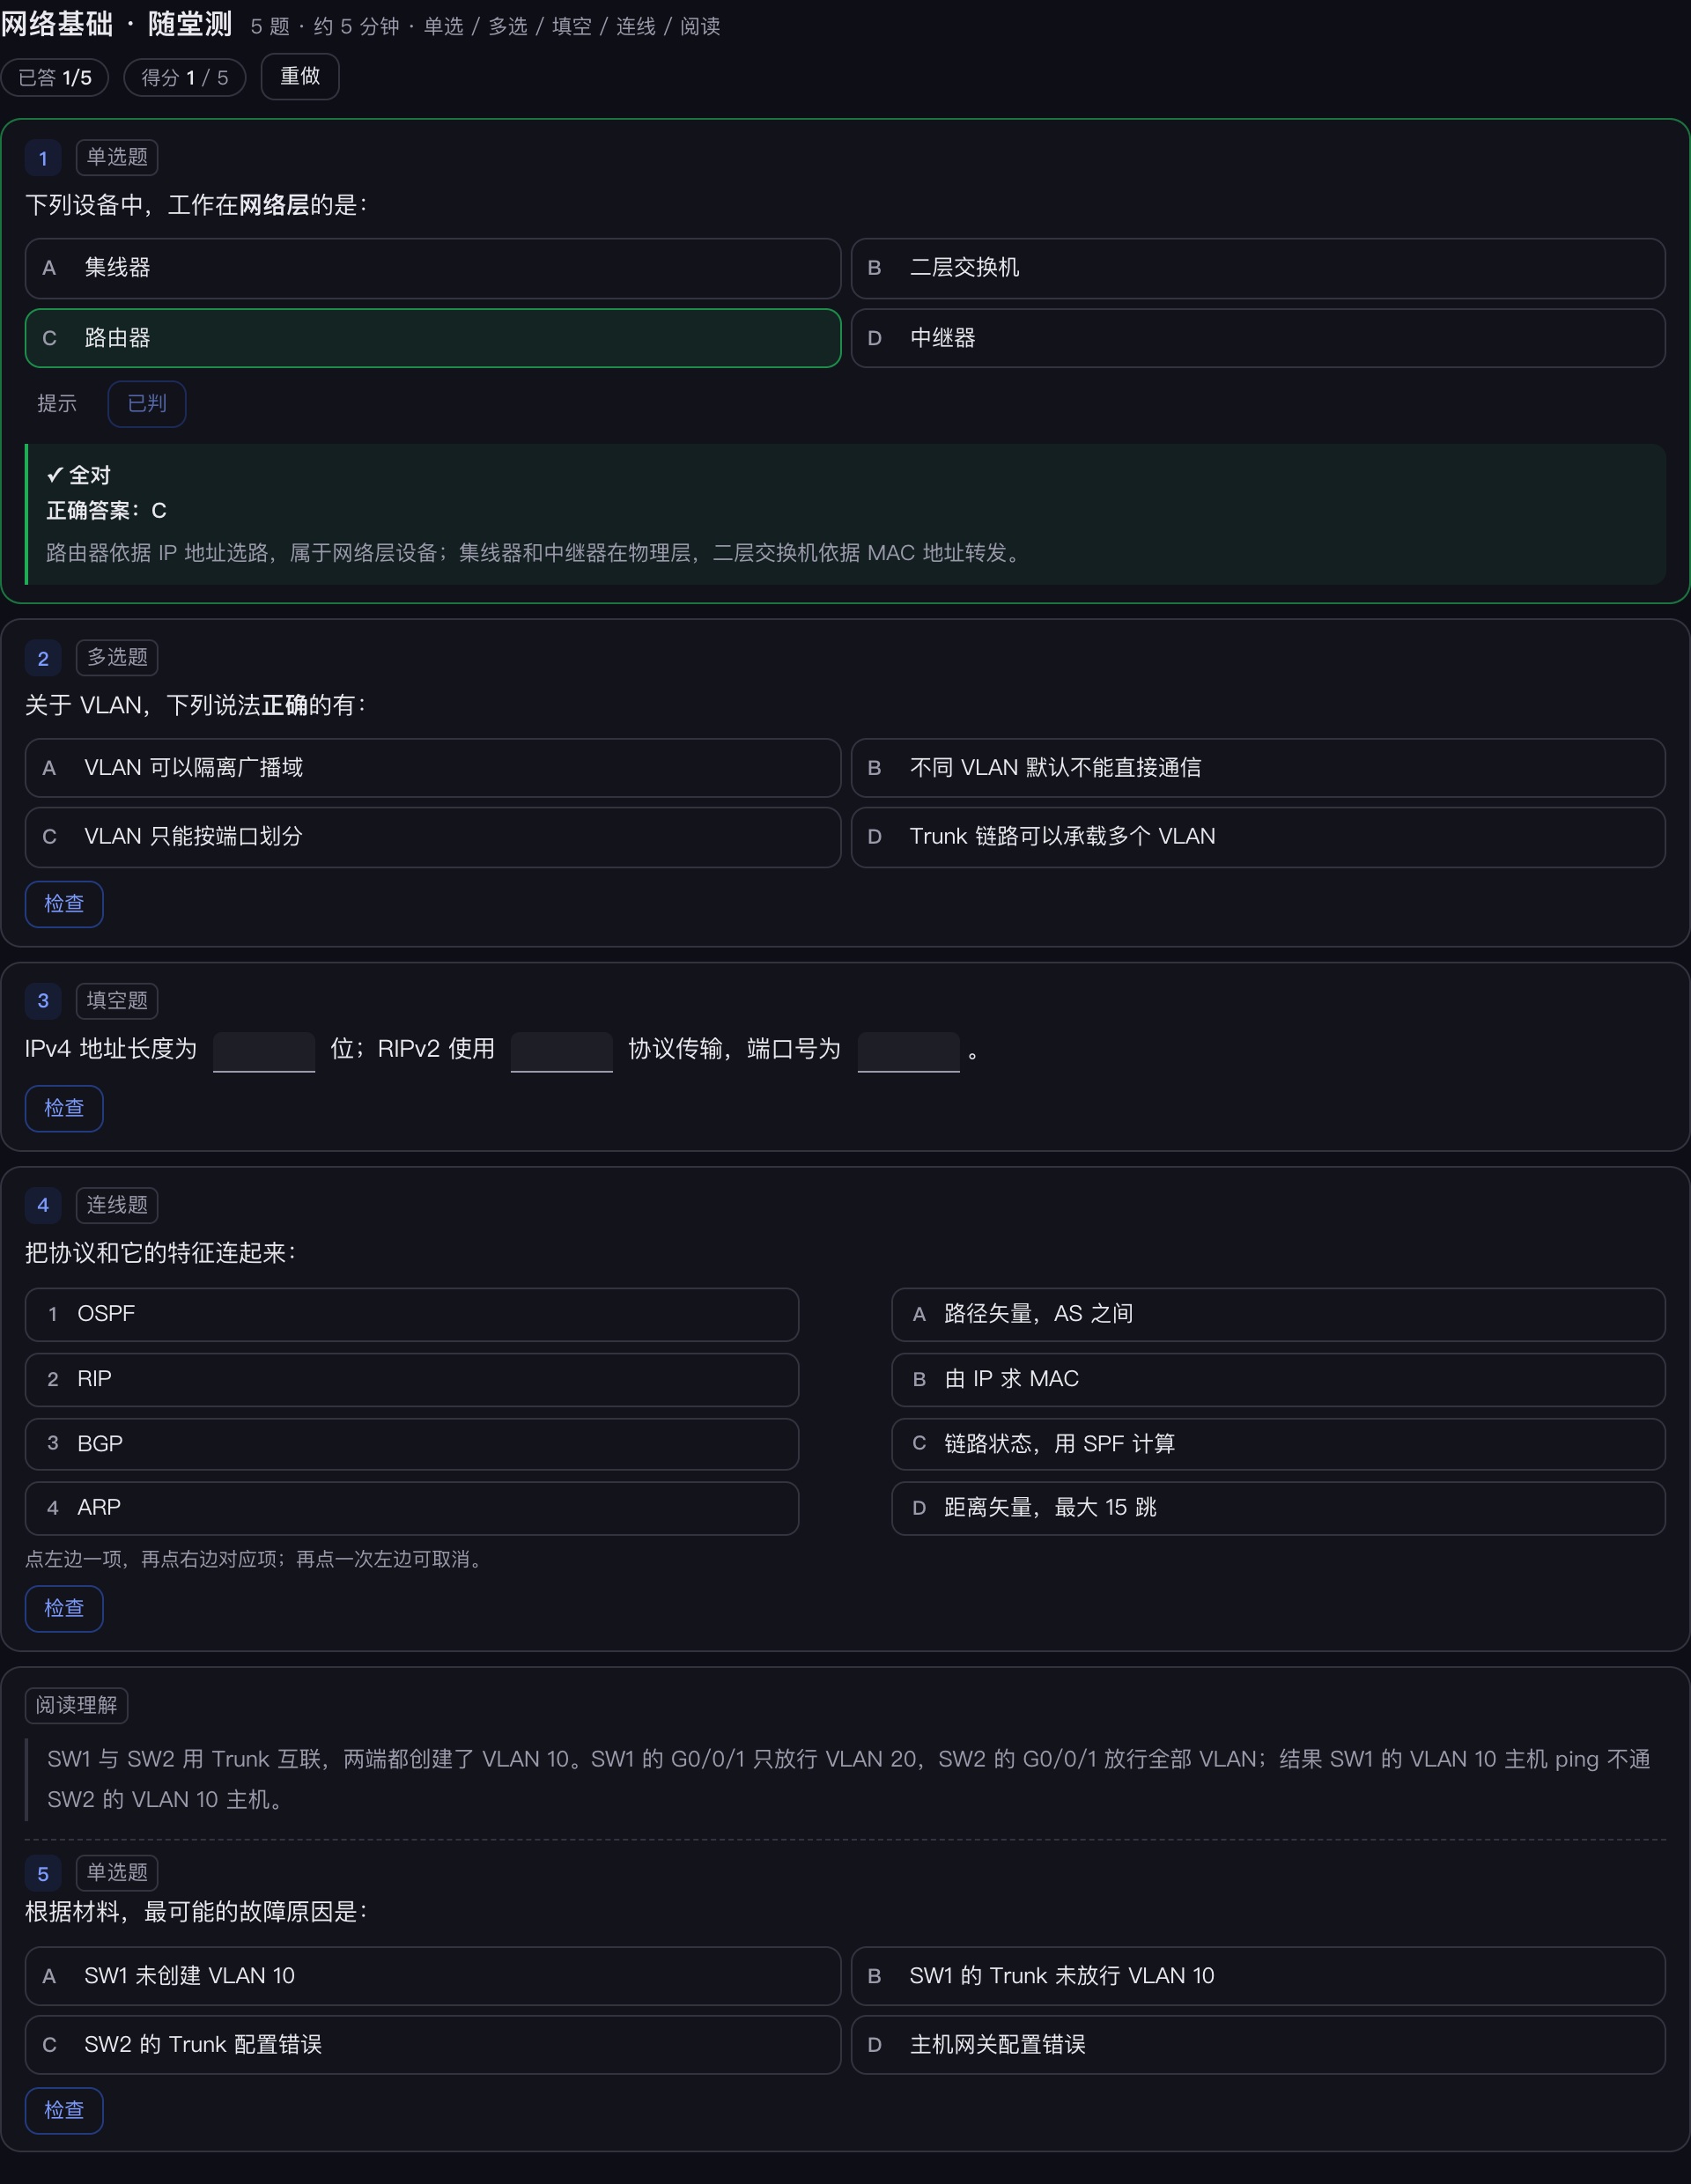 网络基础 · 随堂测 5 题 · 约 5 分钟 · 单选 / 多选 / 填空 / 连线 / 阅读
已答 1/5 得分 1 / 5 重做
1 单选题
下列设备中，工作在网络层的是：
A 集线器 B 二层交换机
C 路由器 D 中继器
提示 已判
✓ 全对
正确答案：C
路由器依据 IP 地址选路，属于网络层设备；集线器和中继器在物理层，二层交换机依据 MAC 地址转发。
2 多选题
关于 VLAN，下列说法正确的有：
A VLAN 可以隔离广播域 B 不同 VLAN 默认不能直接通信
C VLAN 只能按端口划分 D Trunk 链路可以承载多个 VLAN
检查
3 填空题
IPv4 地址长度为 位；RIPv2 使用 协议传输，端口号为 。
检查
4 连线题
把协议和它的特征连起来：
1 OSPF A 路径矢量，AS 之间
2 RIP B 由 IP 求 MAC
3 BGP C 链路状态，用 SPF 计算
4 ARP D 距离矢量，最大 15 跳
点左边一项，再点右边对应项；再点一次左边可取消。
检查
阅读理解
SW1 与 SW2 用 Trunk 互联，两端都创建了 VLAN 10。SW1 的 G0/0/1 只放行 VLAN 20，SW2 的 G0/0/1 放行全部 VLAN；结果 SW1 的 VLAN 10 主机 ping 不通
SW2 的 VLAN 10 主机。
5 单选题
根据材料，最可能的故障原因是：
A SW1 未创建 VLAN 10 B SW1 的 Trunk 未放行 VLAN 10
C SW2 的 Trunk 配置错误 D 主机网关配置错误
检查